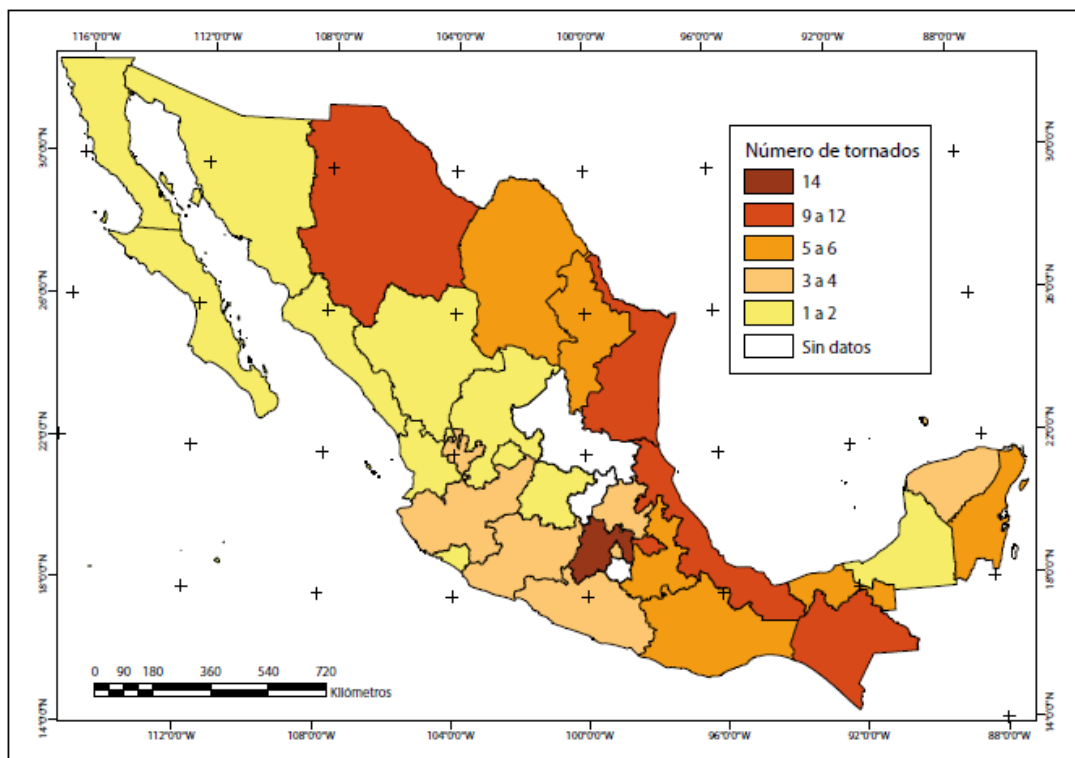 116°0'0"W 112°0'0"W 108°0'0"W 104°0'0"W 100°0'0"W 96°0'0"W 92°0'0"W 88°0'0"W
30°0'0"N
30°0'0"N
Número de tornados
14
9 a 12
5 a 6
3 a 4
1 a 2
Sin datos
26°0'0"N
26°0'0"N
22°0'0"N
22°0'0"N
18°0'0"N
18°0'0"N
0 90 180 360 540 720
Kilómetros
14°0'0"N
14°0'0"N
112°0'0"W 108°0'0"W 104°0'0"W 100°0'0"W 96°0'0"W 92°0'0"W 88°0'0"W